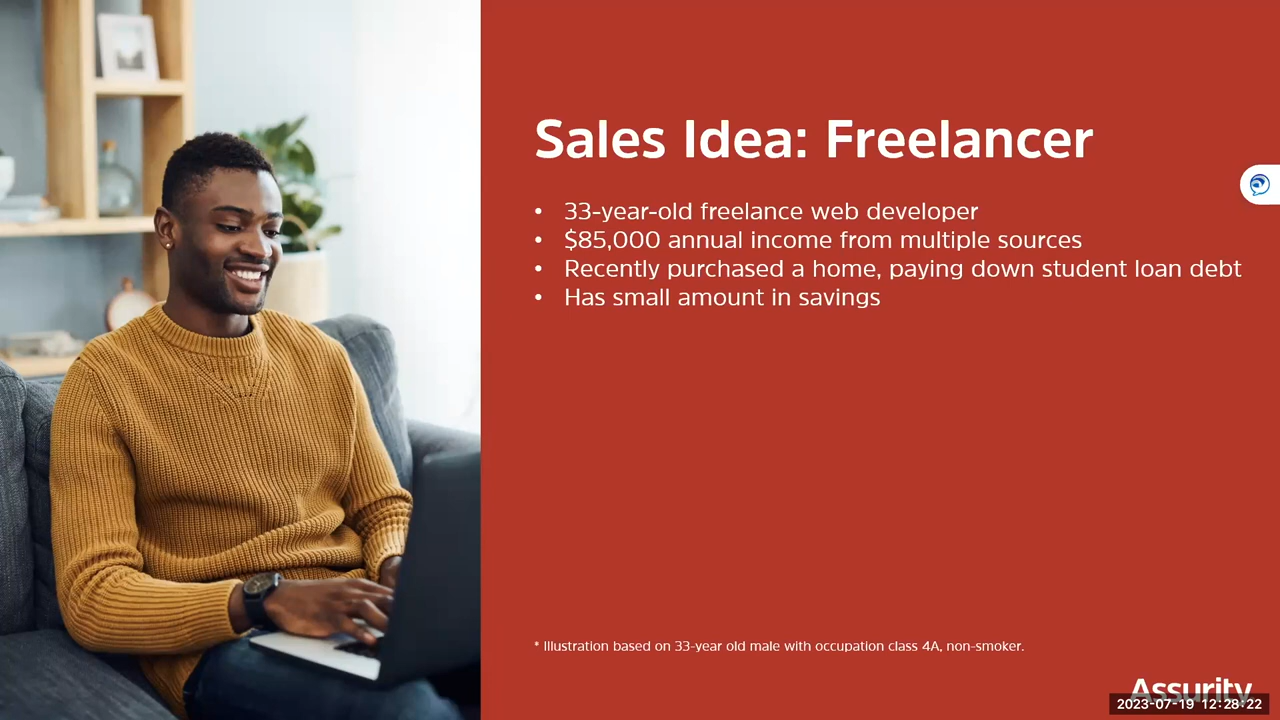 Sales Idea: Freelancer
• 33-year-old freelance web developer
• $85,000 annual income from multiple sources
• Recently purchased a home, paying down student loan debt
• Has small amount in savings
* Illustration based on 33-year old male with occupation class 4A, non-smoker.
Assurity
2023-07-19 12:28:22